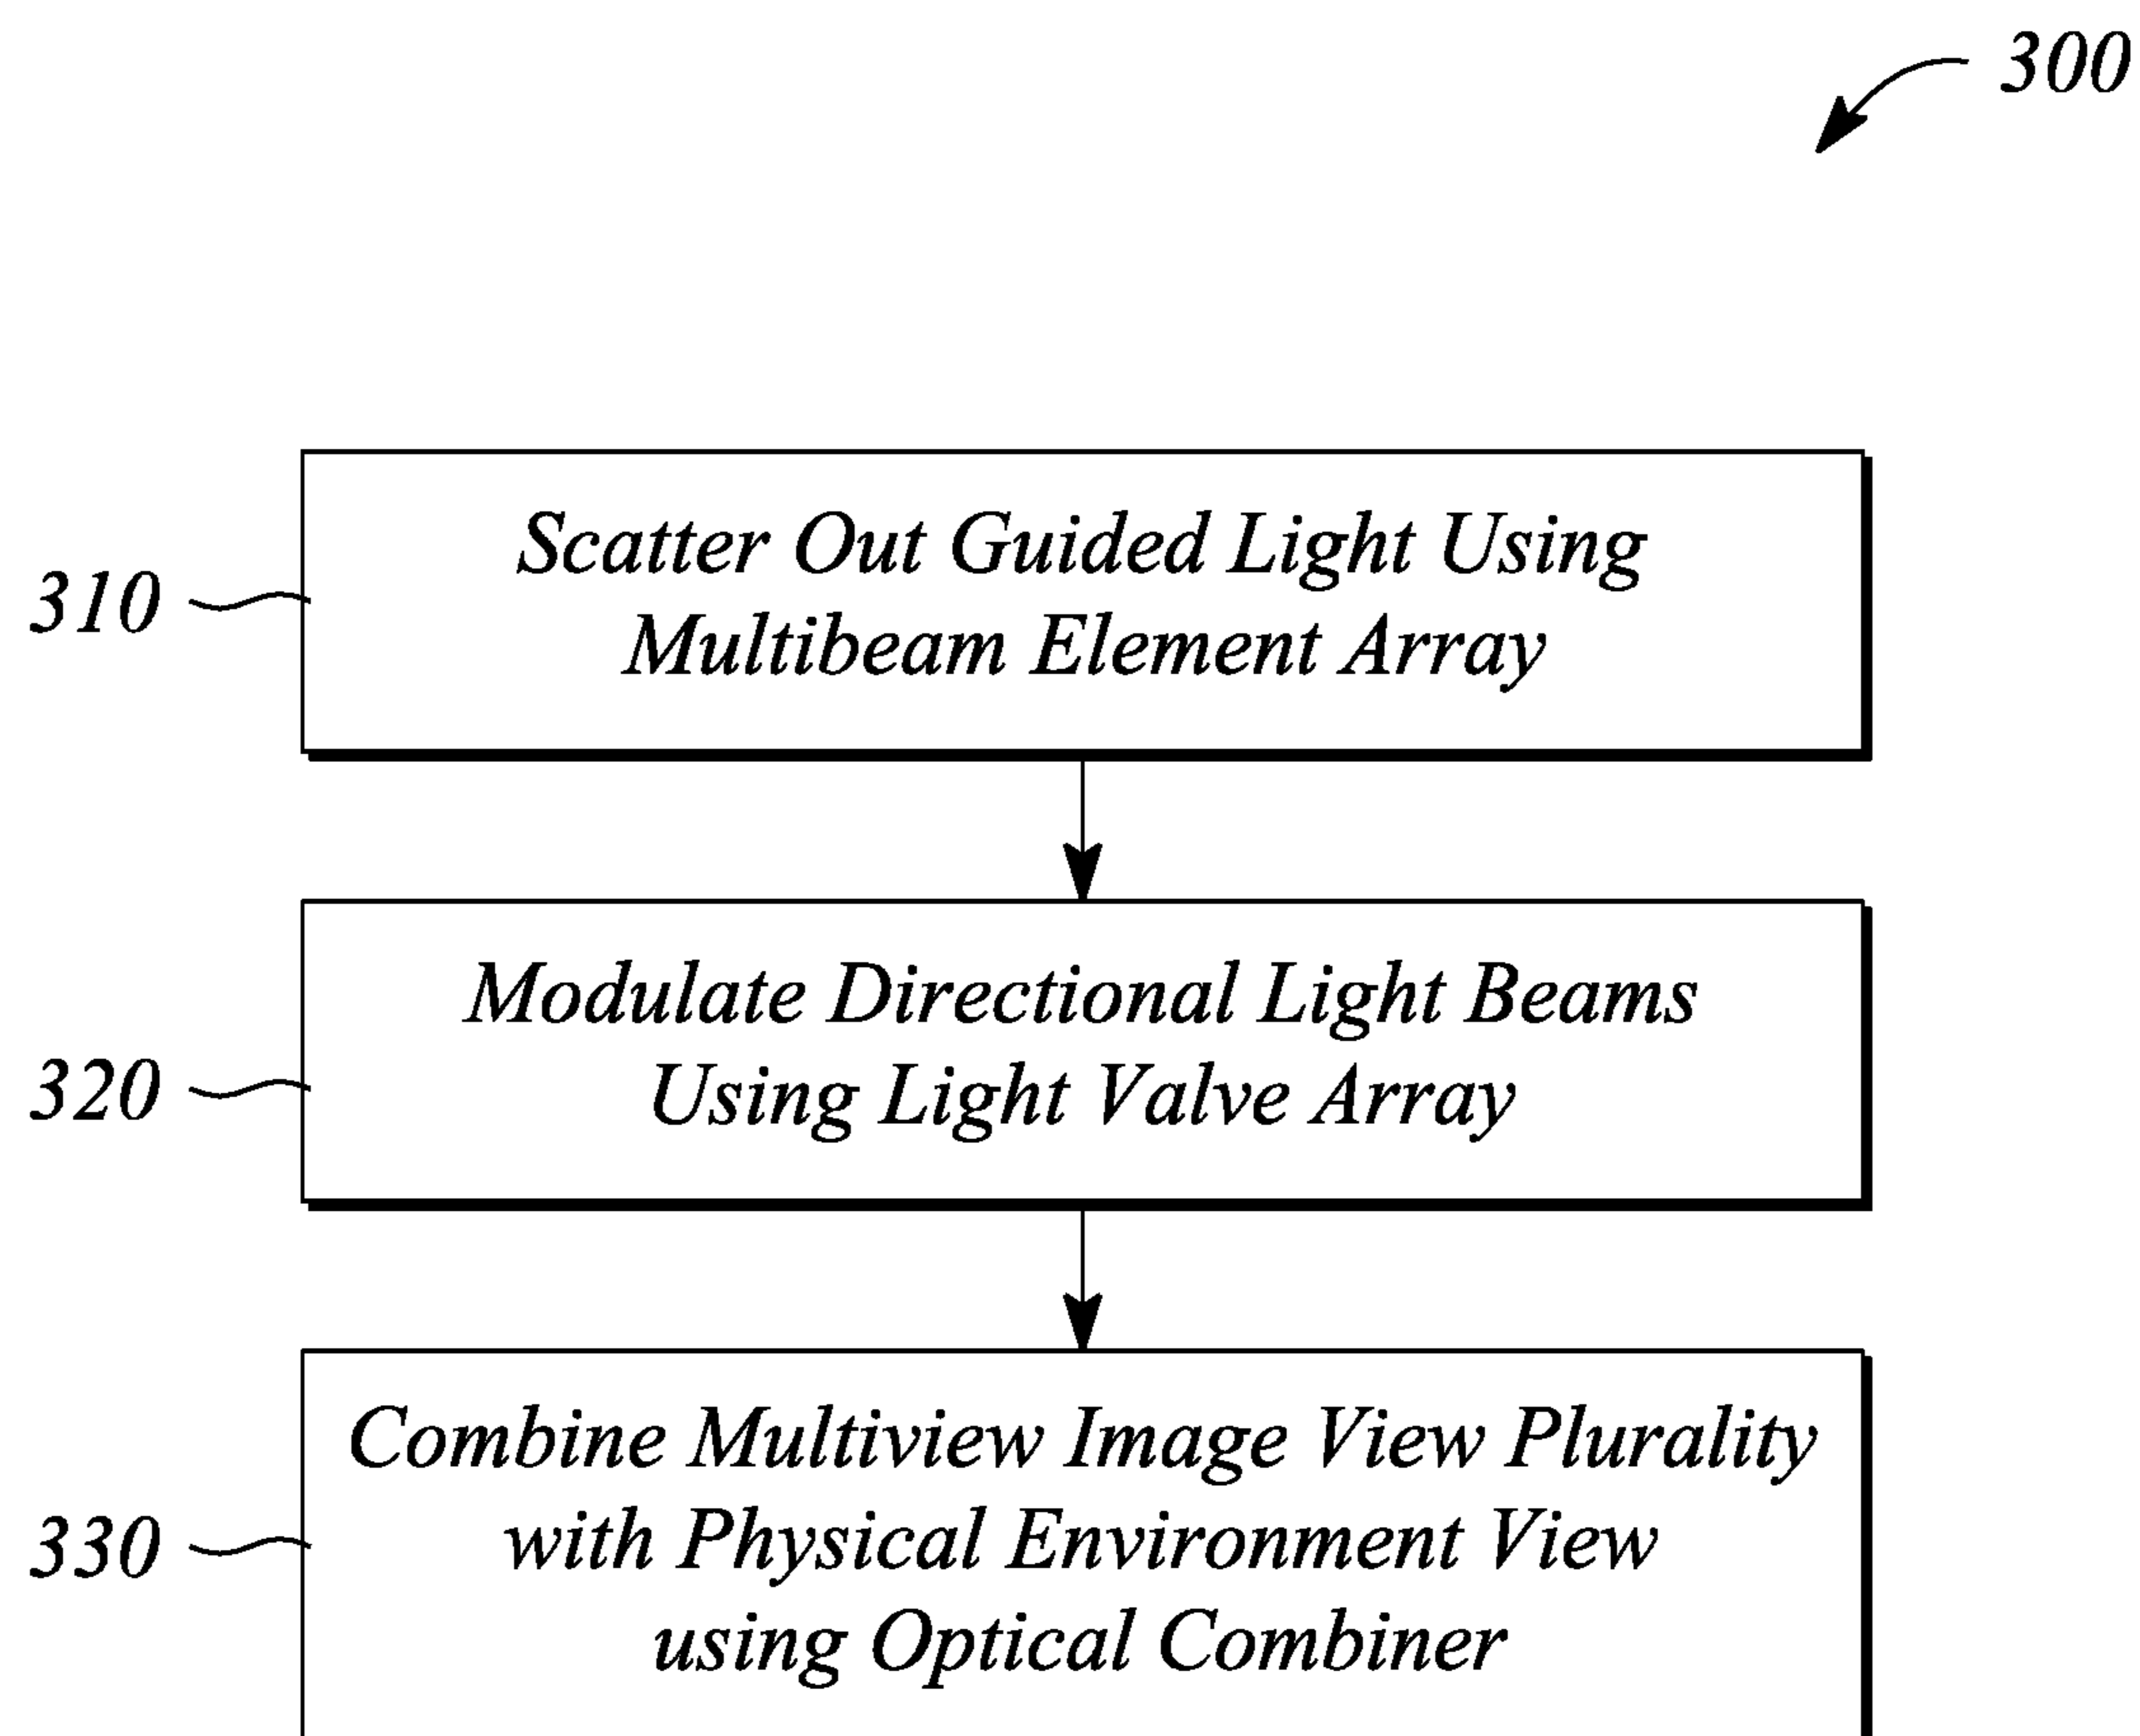 300
310
Scatter Out Guided Light Using
Multibeam Element Array
320
Modulate Directional Light Beams
Using Light Valve Array
330
Combine Multiview Image View Plurality
with Physical Environment View
using Optical Combiner